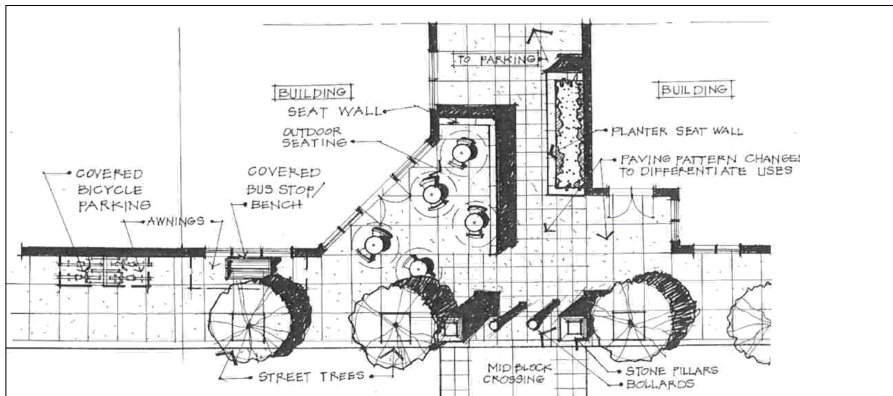 TO PARKING
BUILDING
BUILDING
SEAT WALL
OUTDOOR
SEATING
PLANTER SEAT WALL
PAVING PATTERN CHANGES
TO DIFFERENTIATE USES
COVERED
BICYCLE
PARKING
COVERED
BUS STOP/
BENCH
AWNINGS
STREET TREES
MID BLOCK
CROSSING
STONE PILLARS
BOLLARDS